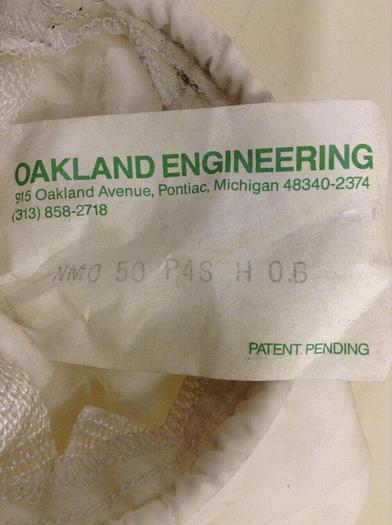 OAKLAND ENGINEERING
915 Oakland Avenue, Pontiac, Michigan 48340-2374
(313) 858-2718
NMO 50 P4S H O.B
PATENT PENDING